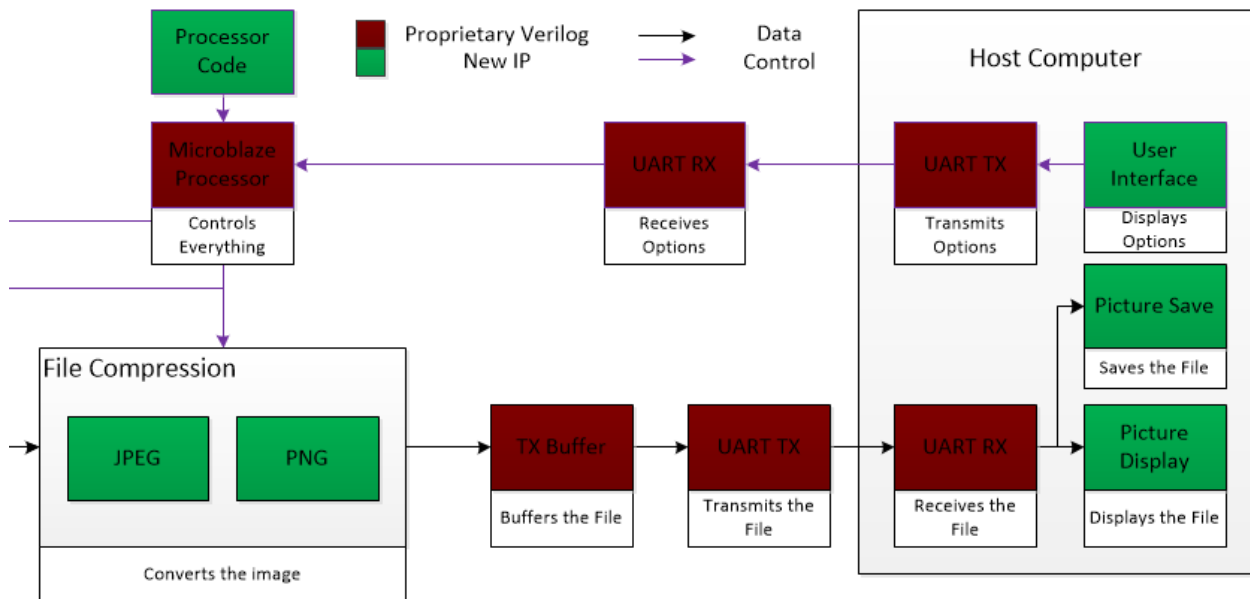 Processor
Code
Proprietary Verilog
New IP
Data
Control
Host Computer
Microblaze
Processor
Controls
Everything
UART RX
Receives
Options
UART TX
Transmits
Options
User
Interface
Displays
Options
Picture Save
Saves the File
File Compression
JPEG
PNG
Converts the image
TX Buffer
Buffers the File
UART TX
Transmits the
File
UART RX
Receives the
File
Picture
Display
Displays the File